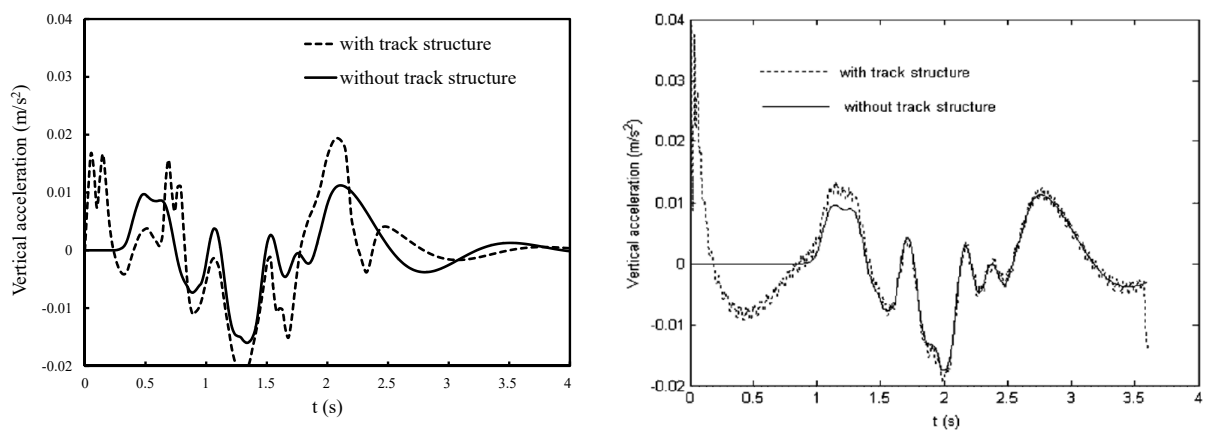 0.04
0.03
0.02
0.01
0
-0.01
-0.02
Vertical acceleration (m/s²)
with track structure
without track structure
0 0.5 1 1.5 2 2.5 3 3.5 4
t (s)
0.04
0.03
0.02
0.01
0
-0.01
-0.02
Vertical acceleration (m/s²)
with track structure
without track structure
0 0.5 1 1.5 2 2.5 3 3.5 4
t (s)